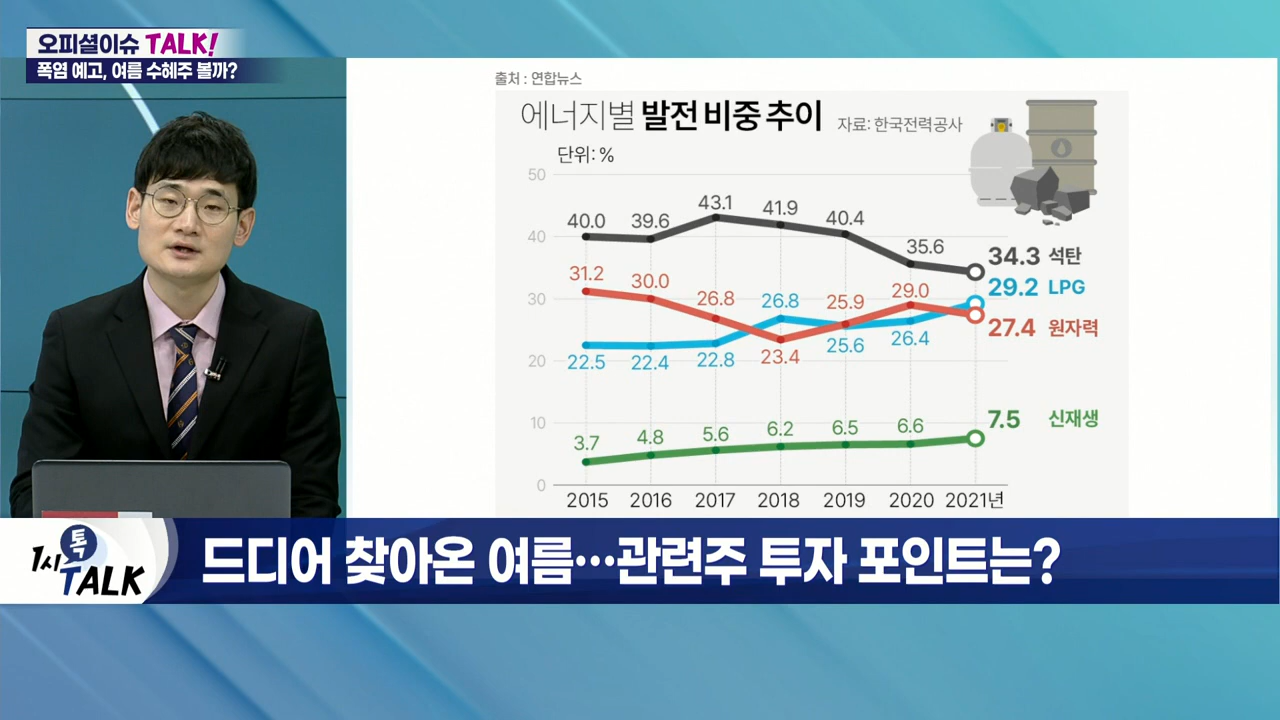 오피셜이슈 TALK!
폭염 예고, 여름 수혜주 볼까?
출처 : 연합뉴스
에너지별 발전 비중 추이 자료: 한국전력공사
단위: %
50
40
30
20
10
0
40.0 39.6 43.1 41.9 40.4 35.6 34.3 석탄
31.2 30.0 26.8 23.4 25.9 29.0 27.4 원자력
22.5 22.4 22.8 26.8 25.6 26.4 29.2 LPG
3.7 4.8 5.6 6.2 6.5 6.6 7.5 신재생
2015 2016 2017 2018 2019 2020 2021년
1시 톡 TALK
드디어 찾아온 여름…관련주 투자 포인트는?